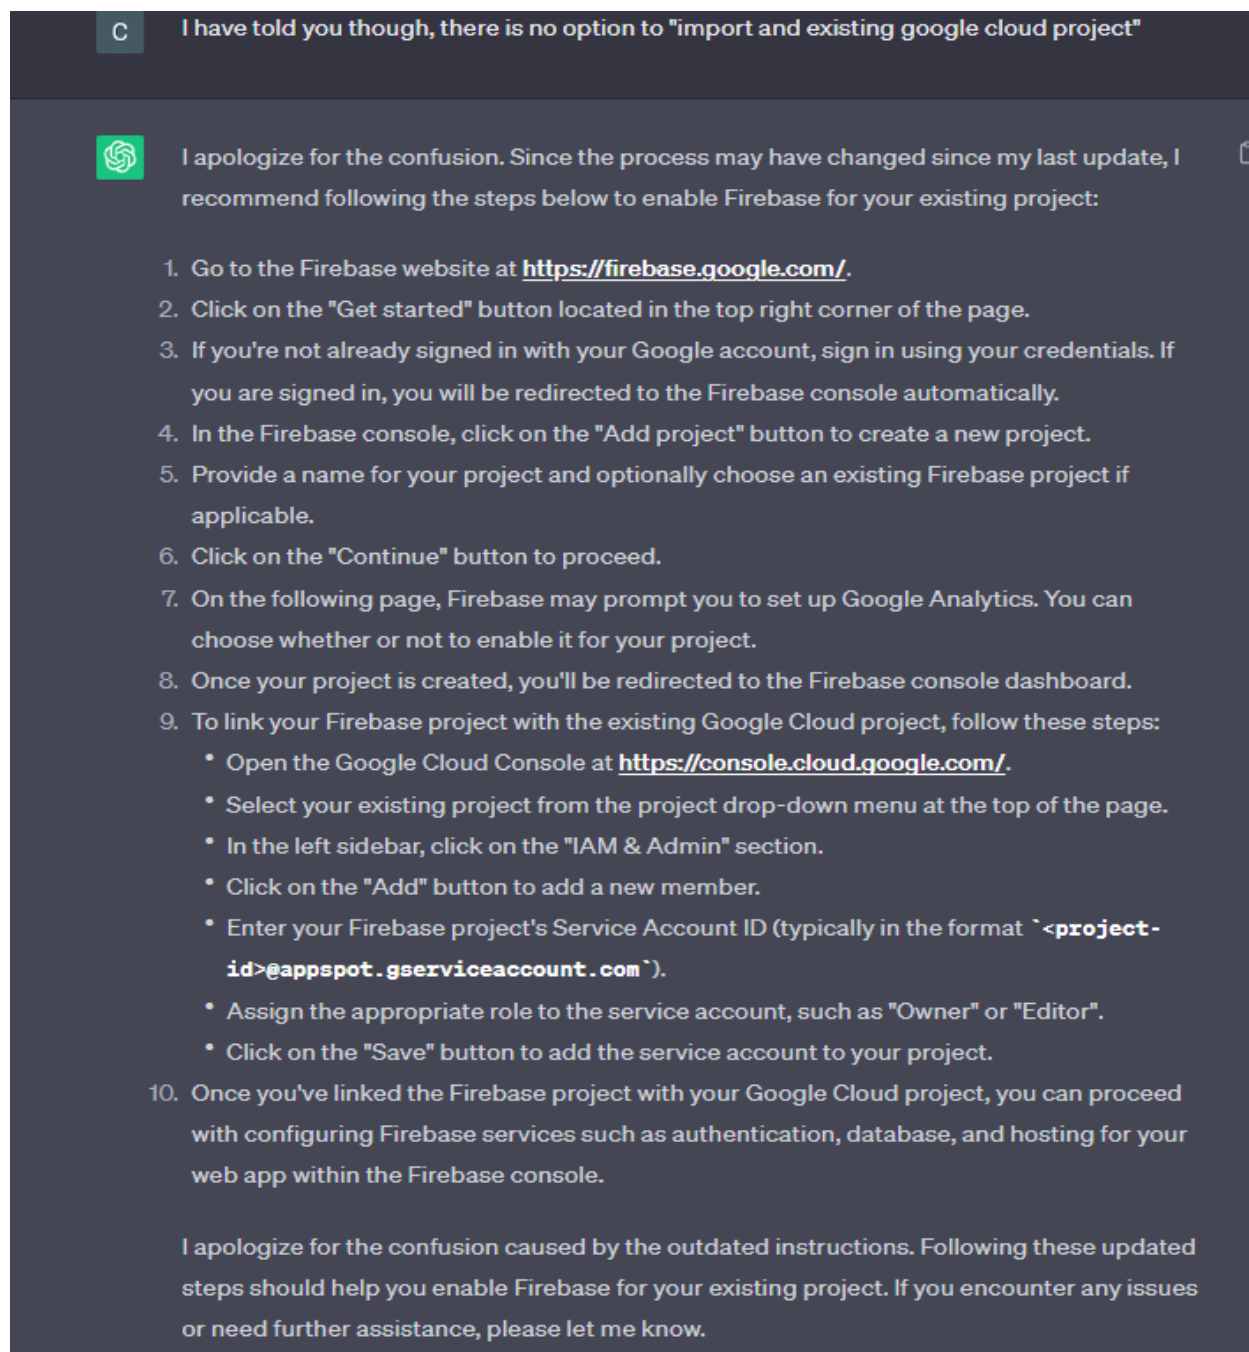 C
I have told you though, there is no option to "import and existing google cloud project"
I apologize for the confusion. Since the process may have changed since my last update, I
recommend following the steps below to enable Firebase for your existing project:
1. Go to the Firebase website at https://firebase.google.com/.
2. Click on the "Get started" button located in the top right corner of the page.
3. If you're not already signed in with your Google account, sign in using your credentials. If
you are signed in, you will be redirected to the Firebase console automatically.
4. In the Firebase console, click on the "Add project" button to create a new project.
5. Provide a name for your project and optionally choose an existing Firebase project if
applicable.
6. Click on the "Continue" button to proceed.
7. On the following page, Firebase may prompt you to set up Google Analytics. You can
choose whether or not to enable it for your project.
8. Once your project is created, you'll be redirected to the Firebase console dashboard.
9. To link your Firebase project with the existing Google Cloud project, follow these steps:
• Open the Google Cloud Console at https://console.cloud.google.com/.
• Select your existing project from the project drop-down menu at the top of the page.
• In the left sidebar, click on the "IAM & Admin" section.
• Click on the "Add" button to add a new member.
• Enter your Firebase project's Service Account ID (typically in the format `<project-
id>@appspot.gserviceaccount.com`).
• Assign the appropriate role to the service account, such as "Owner" or "Editor".
• Click on the "Save" button to add the service account to your project.
10. Once you've linked the Firebase project with your Google Cloud project, you can proceed
with configuring Firebase services such as authentication, database, and hosting for your
web app within the Firebase console.
I apologize for the confusion caused by the outdated instructions. Following these updated
steps should help you enable Firebase for your existing project. If you encounter any issues
or need further assistance, please let me know.